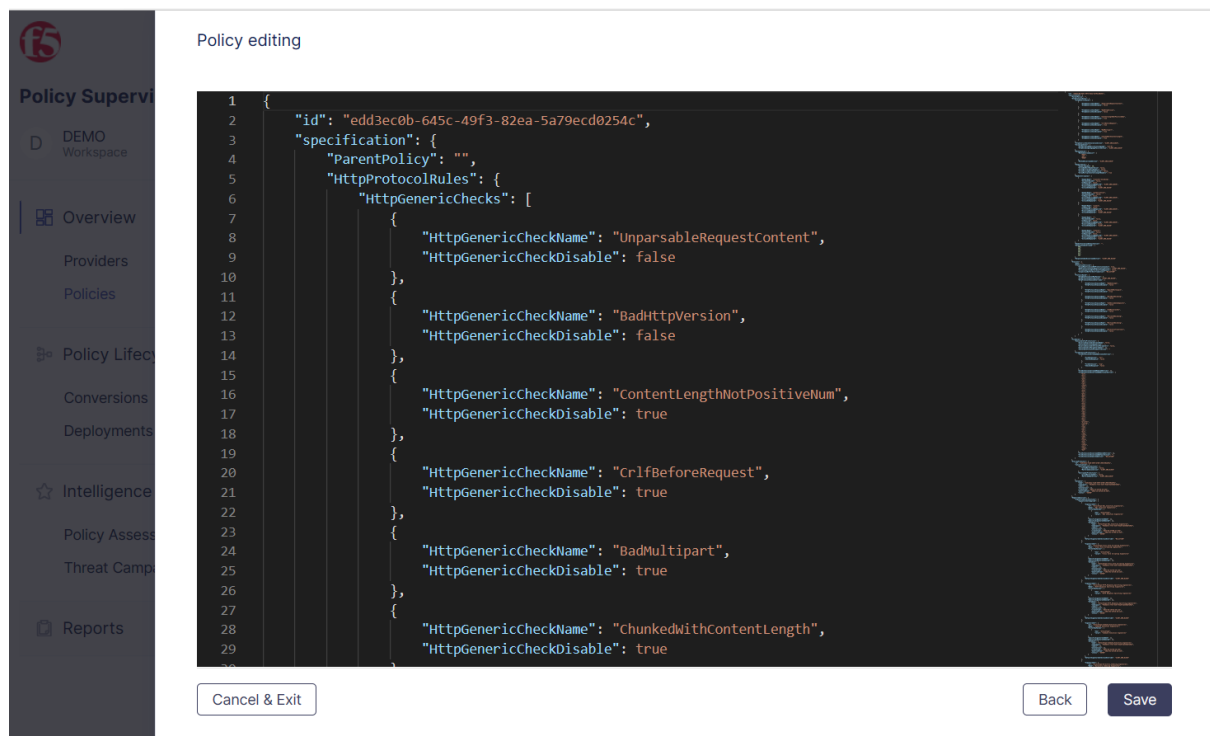 f5
Policy editing
Policy Supervi
D
DEMO
Workspace
Overview
Providers
Policies
Policy Lifecy
Conversions
Deployments
Intelligence
Policy Assess
Threat Campa
Reports
1 {
2 "id": "edd3ec0b-645c-49f3-82ea-5a79ecd0254c",
3 "specification": {
4 "ParentPolicy": "",
5 "HttpProtocolRules": {
6 "HttpGenericChecks": [
7 {
8 "HttpGenericCheckName": "UnparsableRequestContent",
9 "HttpGenericCheckDisable": false
10 },
11 {
12 "HttpGenericCheckName": "BadHttpVersion",
13 "HttpGenericCheckDisable": false
14 },
15 {
16 "HttpGenericCheckName": "ContentLengthNotPositiveNum",
17 "HttpGenericCheckDisable": true
18 },
19 {
20 "HttpGenericCheckName": "CrlfBeforeRequest",
21 "HttpGenericCheckDisable": true
22 },
23 {
24 "HttpGenericCheckName": "BadMultipart",
25 "HttpGenericCheckDisable": true
26 },
27 {
28 "HttpGenericCheckName": "ChunkedWithContentLength",
29 "HttpGenericCheckDisable": true
Cancel & Exit
Back
Save